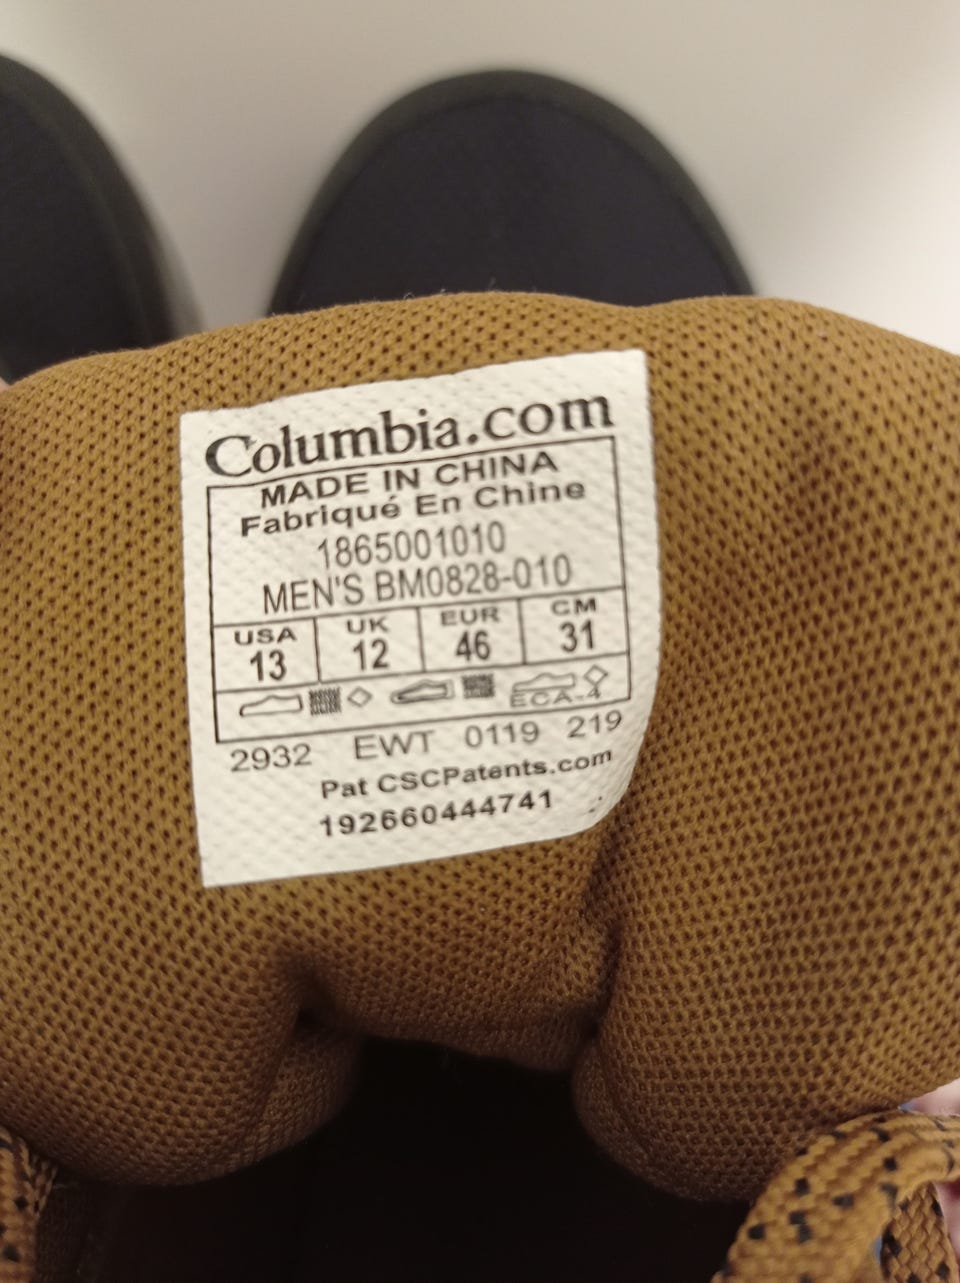 Columbia.com
MADE IN CHINA
Fabriqué En Chine
1865001010
MEN'S BM0828-010
USA UK EUR CM
13 12 46 31
ECA-4
2932 EWT 0119 219
Pat CSCPatents.com
192660444741